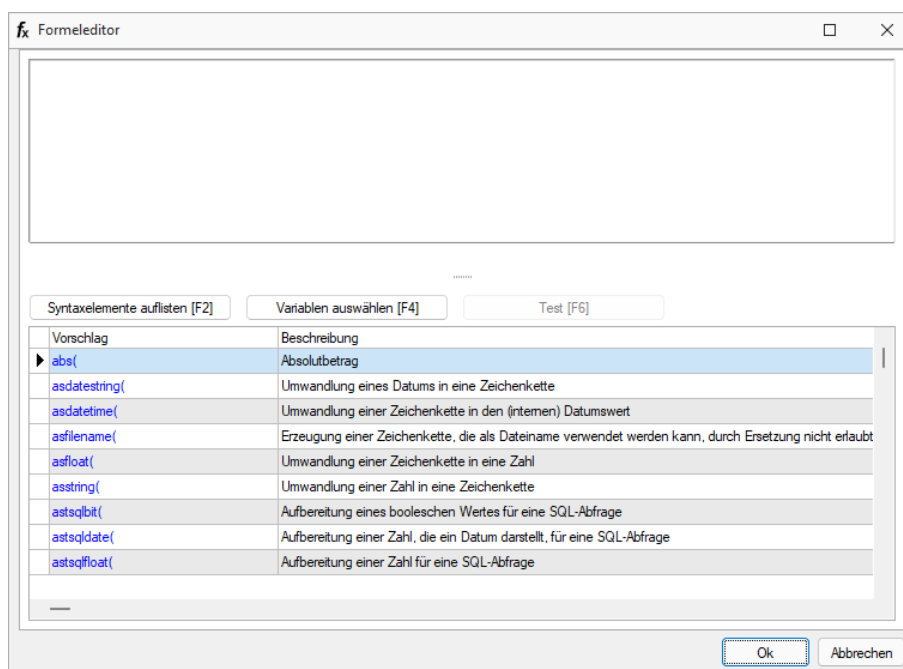 fx Formeleditor
Syntaxelemente auflisten [F2] Variablen auswählen [F4] Test [F6]
Vorschlag Beschreibung
abs( Absolutbetrag
asdatestring( Umwandlung eines Datums in eine Zeichenkette
asdatetime( Umwandlung einer Zeichenkette in den (internen) Datumswert
asfilename( Erzeugung einer Zeichenkette, die als Dateiname verwendet werden kann, durch Ersetzung nicht erlaubt
asfloat( Umwandlung einer Zeichenkette in eine Zahl
asstring( Umwandlung einer Zahl in eine Zeichenkette
astsqlbit( Aufbereitung eines booleschen Wertes für eine SQL-Abfrage
astsqldate( Aufbereitung einer Zahl, die ein Datum darstellt, für eine SQL-Abfrage
astsqlfloat( Aufbereitung einer Zahl für eine SQL-Abfrage
Ok Abbrechen